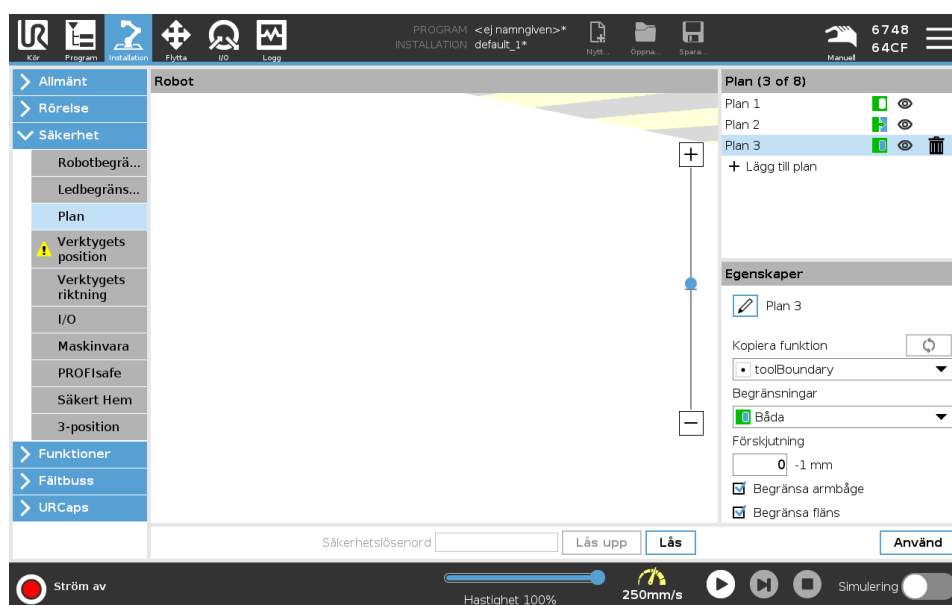 Kör
Program
Installation
Flytta
I/O
Logg
PROGRAM <ej namngiven>*
INSTALLATION default_1*
Nytt...
Öppna...
Spara...
Manuell
6748
64CF
Allmänt
Rörelse
Säkerhet
Robotbegrä...
Ledbegräns...
Plan
Verktygets
position
Verktygets
riktning
I/O
Maskinvara
PROFIsafe
Säkert Hem
3-position
Funktioner
Fältbuss
URCaps
Robot
Säkerhetslösenord
Lås upp
Lås
Plan (3 of 8)
Plan 1
Plan 2
Plan 3
+ Lägg till plan
Egenskaper
Plan 3
Kopiera funktion
toolBoundary
Begränsningar
Båda
Förskjutning
0 -1 mm
Begränsa armbåge
Begränsa fläns
Använd
Ström av
Hastighet 100%
250mm/s
Simulering